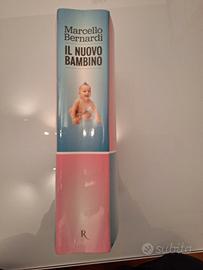 Marcello
Bernardi
IL NUOVO
BAMBINO
R
subito